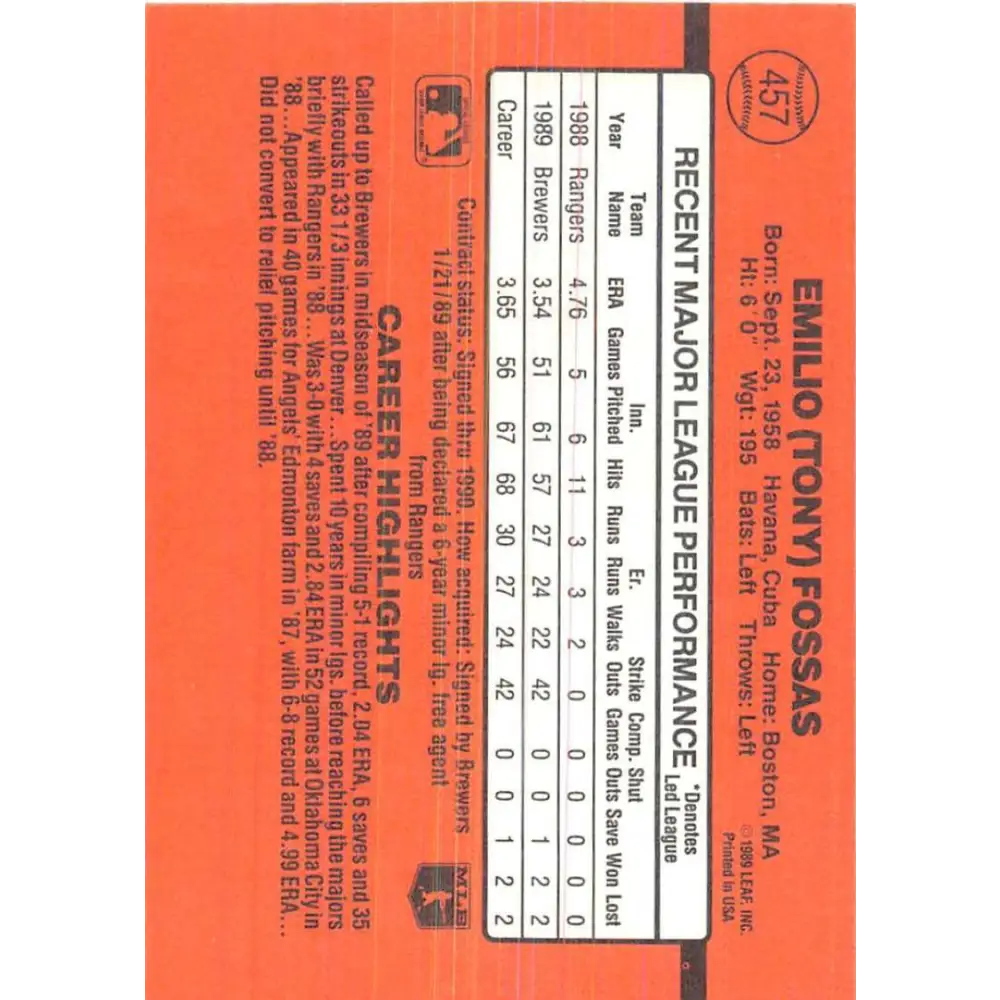 457
EMILIO (TONY) FOSSAS
Born: Sept. 23, 1958 Havana, Cuba Home: Boston, MA
Ht: 6'0" Wgt: 195 Bats: Left Throws: Left
© 1989 LEAF, INC.
Printed in USA
RECENT MAJOR LEAGUE PERFORMANCE
*Denotes
Led League
Team Inn. Er. Strike Comp. Shut
Year Name ERA Games Pitched Hits Runs Runs Walks Outs Games Outs Save Won Lost
1988 Rangers 4.76 5 6 11 3 3 2 0 0 0 0 0 0
1989 Brewers 3.54 51 61 57 27 24 22 42 0 0 1 2 2
Career 3.65 56 67 68 30 27 24 42 0 0 1 2 2
Contract status: Signed thru 1990. How acquired: Signed by Brewers
1/21/89 after being declared a 6-year minor lg. free agent
from Rangers
MLE
CAREER HIGHLIGHTS
Called up to Brewers in midseason of '89 after compiling 5-1 record, 2.04 ERA, 6 saves and 35
strikeouts in 33 1/3 innings at Denver... Spent 10 years in minor lgs. before reaching the majors
briefly with Rangers in '88... Was 3-0 with 4 saves and 2.84 ERA in 52 games at Oklahoma City in
'88... Appeared in 40 games for Angels' Edmonton farm in '87, with 6-8 record and 4.99 ERA...
Did not convert to relief pitching until '88.